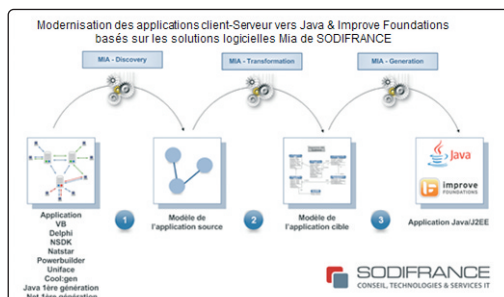 Modernisation des applications client-Serveur vers Java & Improve Foundations
basés sur les solutions logicielles Mia de SODIFRANCE
MIA - Discovery
MIA - Transformation
MIA - Generation
Java
improve
FOUNDATIONS
Application
VB
Delphi
NSDK
Natstar
Powerbuilder
Uniface
Cool:gen
Java 1ère génération
1
Modèle de
l'application source
2
Modèle de
l'application cible
3
Application Java/J2EE
SODIFRANCE
CONSEIL, TECHNOLOGIES & SERVICES IT